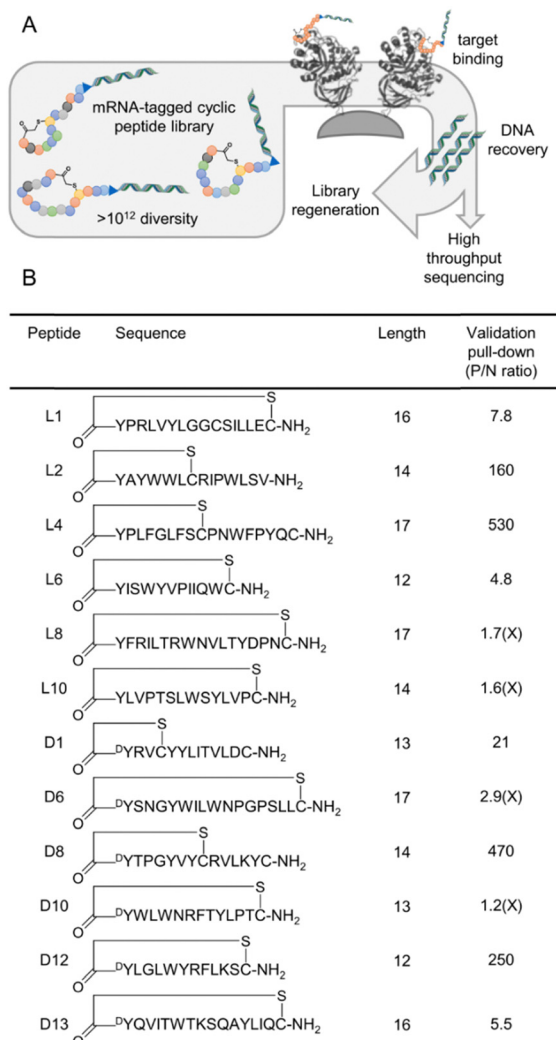 A
mRNA-tagged cyclic
peptide library
>10¹² diversity
target
binding
DNA
recovery
Library
regeneration
High
throughput
sequencing
B
Peptide Sequence Length Validation
pull-down
(P/N ratio)
L1 O S YPRLVYLGGCSILLEC-NH₂ 16 7.8
L2 O S YAYWWLCRIPWLSV-NH₂ 14 160
L4 O S YPLFGLFSCPNWFPYQC-NH₂ 17 530
L6 O S YISWYVPIIQWC-NH₂ 12 4.8
L8 O S YFRILTRWNVLTYDPNC-NH₂ 17 1.7(X)
L10 O S YLVPTSLWSYLVPC-NH₂ 14 1.6(X)
D1 O S ᴰYRVCYYLITVLDC-NH₂ 13 21
D6 O S ᴰYSNGYWILWNPGPSLLC-NH₂ 17 2.9(X)
D8 O S ᴰYTPGYVYCRVLKYC-NH₂ 14 470
D10 O S ᴰYWLWNRFTYLPTC-NH₂ 13 1.2(X)
D12 O S ᴰYLGLWYRFLKSC-NH₂ 12 250
D13 O S ᴰYQVITWTKSQAYLIQC-NH₂ 16 5.5